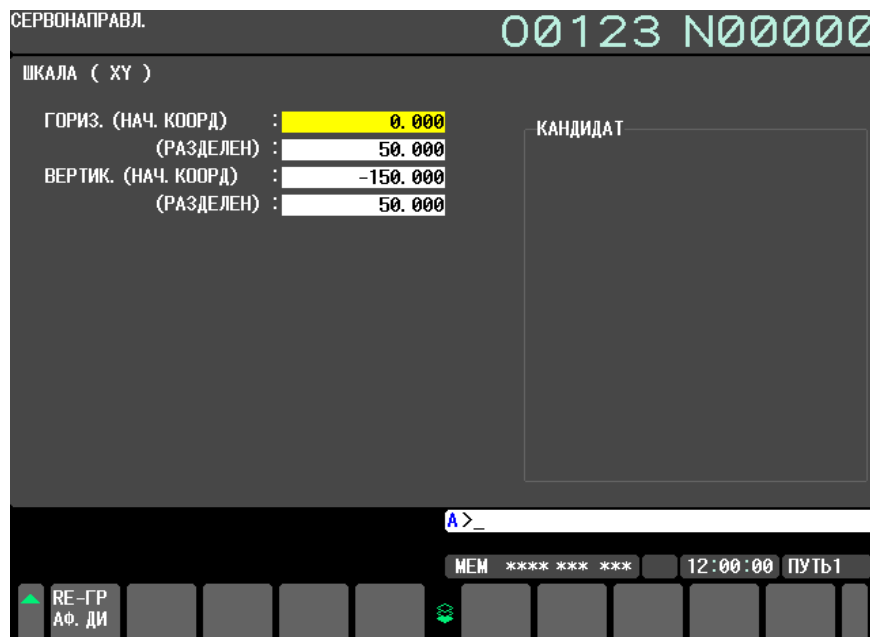 СЕРВОНАПРАВЛ.
O0123 N00000
ШКАЛА ( XY )
ГОРИЗ. (НАЧ. КООРД) : 0.000
(РАЗДЕЛЕН) : 50.000
ВЕРТИК. (НАЧ. КООРД) : -150.000
(РАЗДЕЛЕН) : 50.000
КАНДИДАТ
A >_
MEM **** *** ***
12:00:00
ПУТЬ1
RE-ГР
АФ. ДИ